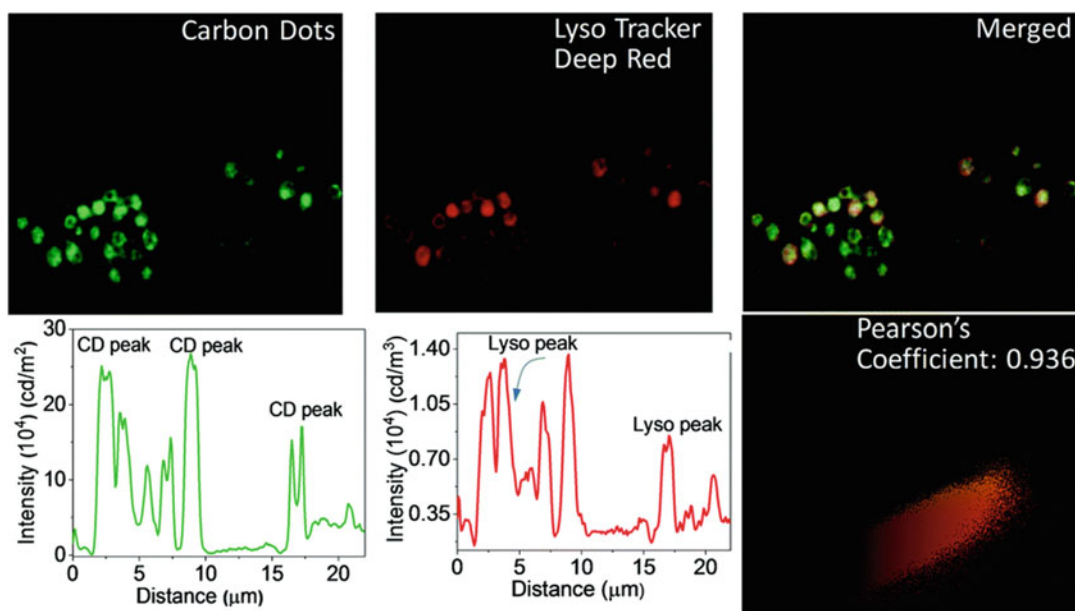 Carbon Dots
Lyso Tracker
Deep Red
Merged
30
20
10
0
Intensity (10⁴) (cd/m²)
CD peak
CD peak
CD peak
0 5 10 15 20
Distance (μm)
1.40
1.05
0.70
0.35
Intensity (10⁴) (cd/m³)
Lyso peak
Lyso peak
0 5 10 15 20
Distance (μm)
Pearson's
Coefficient: 0.936